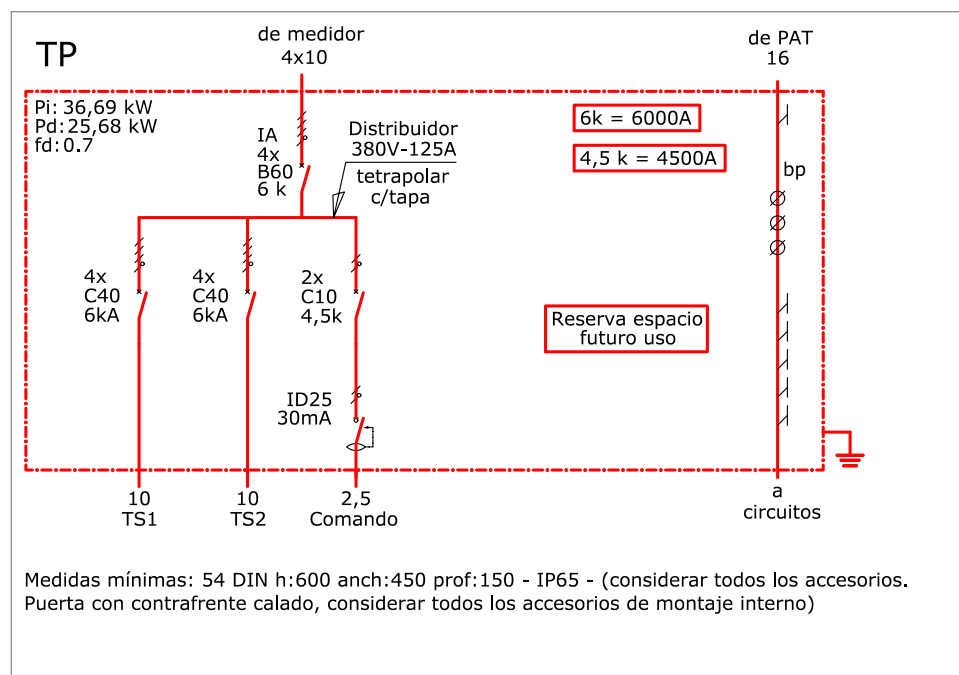 TP
de medidor
4x10
de PAT
16
Pi: 36,69 kW
Pd: 25,68 kW
fd: 0.7
IA
4x
B60
6 k
Distribuidor
380V-125A
tetrapolar
c/tapa
6k = 6000A
4,5 k = 4500A
bp
4x
C40
6kA
4x
C40
6kA
2x
C10
4,5k
Reserva espacio
futuro uso
ID25
30mA
10
TS1
10
TS2
2,5
Comando
a
circuitos
Medidas mínimas: 54 DIN h:600 anch:450 prof:150 - IP65 - (considerar todos los accesorios.
Puerta con contrafrente calado, considerar todos los accesorios de montaje interno)